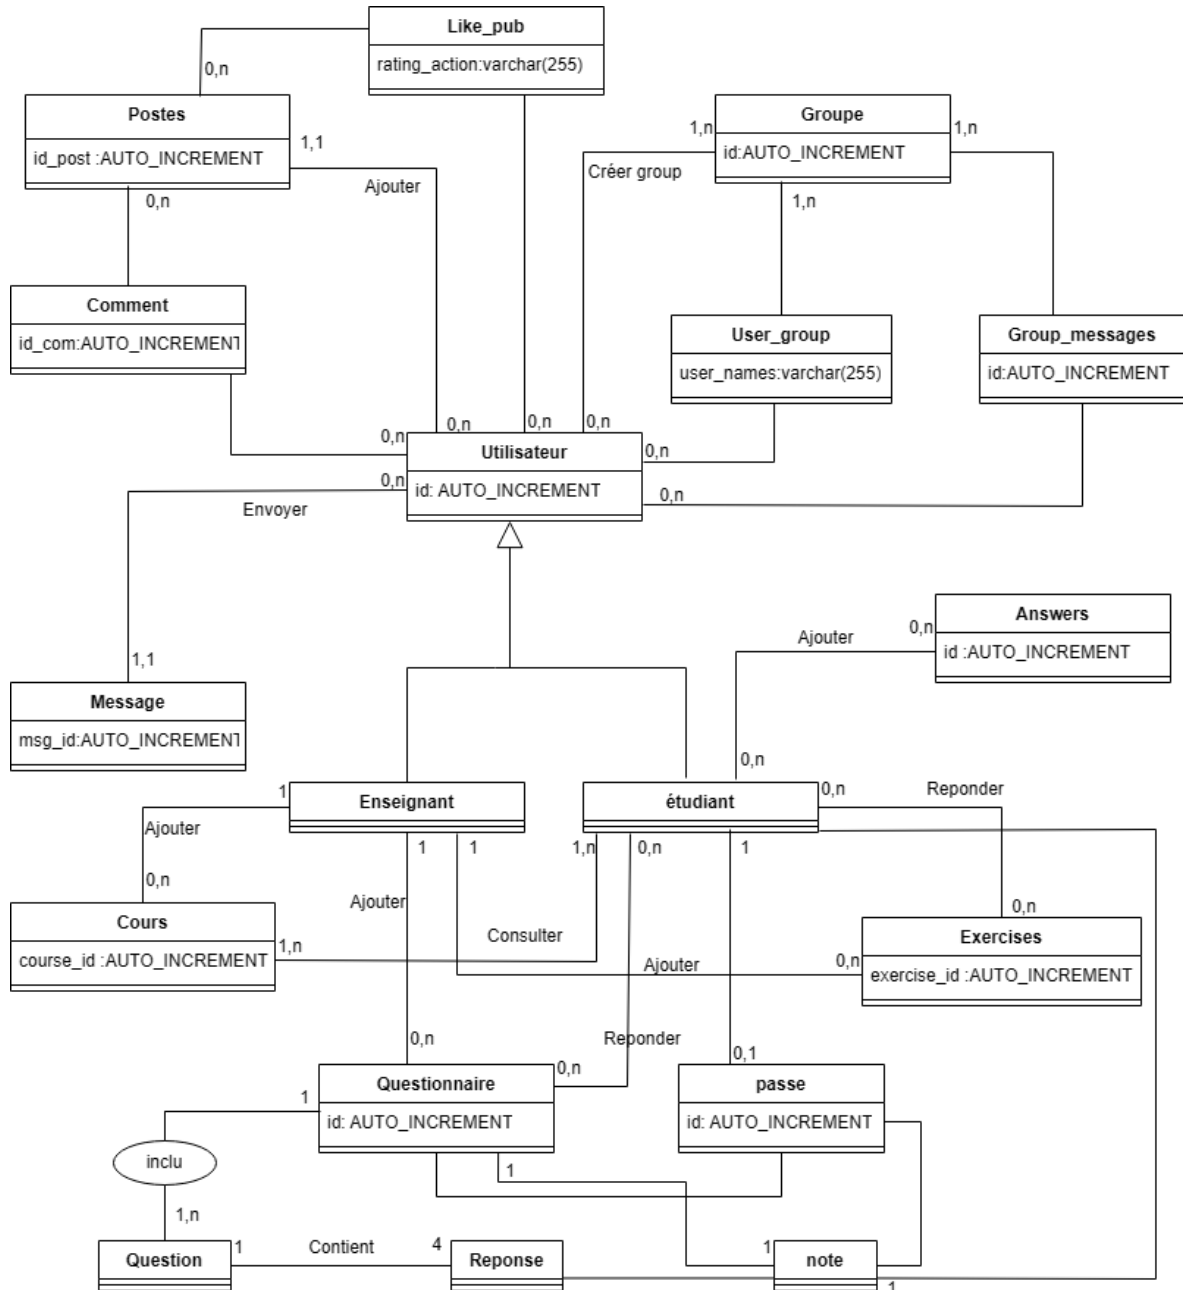 Like_pub
rating_action:varchar(255)
0,n
Postes
id_post :AUTO_INCREMENT
1,1
Ajouter
0,n
Groupe
id:AUTO_INCREMENT
1,n
1,n
Créer group
1,n
Comment
id_com:AUTO_INCREMENT
User_group
user_names:varchar(255)
Group_messages
id:AUTO_INCREMENT
0,n
0,n
0,n
0,n
Utilisateur
id: AUTO_INCREMENT
0,n
0,n
0,n
Envoyer
Answers
id :AUTO_INCREMENT
0,n
Ajouter
1,1
Message
msg_id:AUTO_INCREMENT
0,n
Enseignant
étudiant
1
0,n
Reponder
Ajouter
1
1
1,n
0,n
1
0,n
Ajouter
0,n
Cours
course_id :AUTO_INCREMENT
1,n
Consulter
Exercises
exercise_id :AUTO_INCREMENT
Ajouter
0,n
0,n
Reponder
0,1
Questionnaire
id: AUTO_INCREMENT
0,n
passe
id: AUTO_INCREMENT
1
inclu
1
1,n
Question
1
Contient
4
Reponse
1
note
1